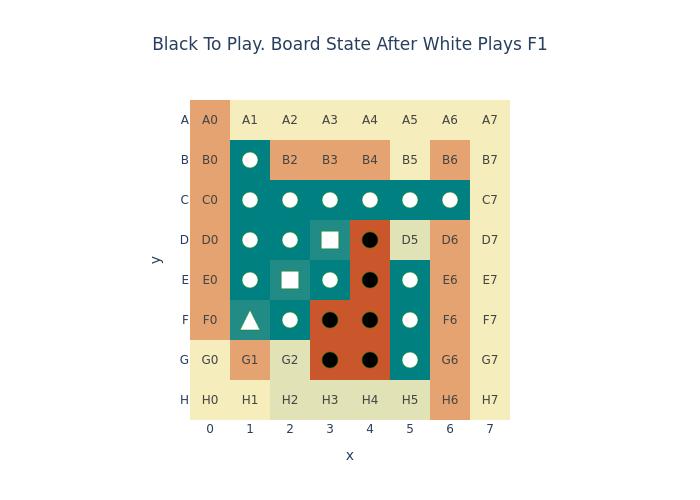 Black To Play. Board State After White Plays F1
A A0 A1 A2 A3 A4 A5 A6 A7
B B0 B2 B3 B4 B5 B6 B7
C C0 C7
D D0 D5 D6 D7
y
E E0 E6 E7
F F0 F6 F7
G G0 G1 G2 G6 G7
H H0 H1 H2 H3 H4 H5 H6 H7
0 1 2 3 4 5 6 7
x